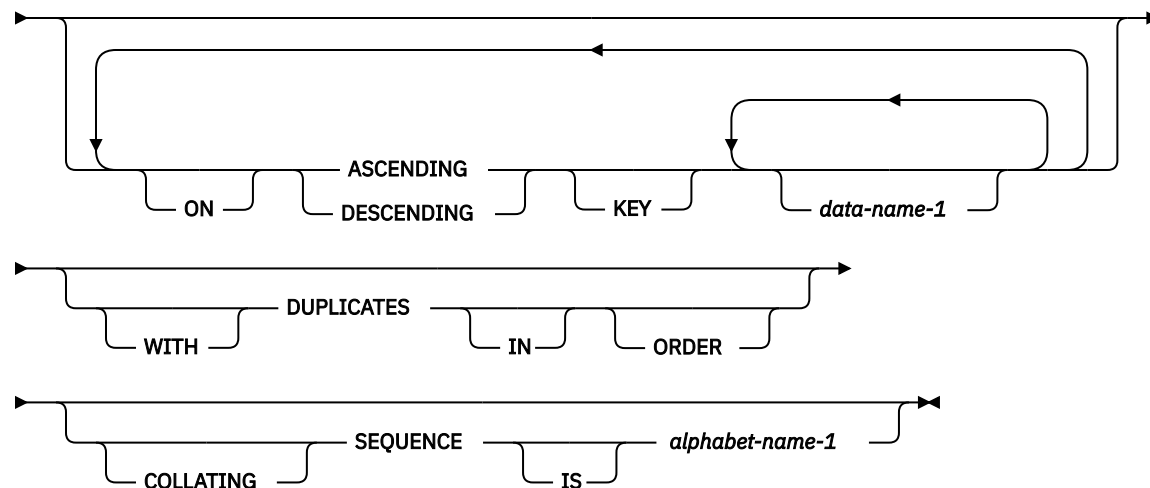 ASCENDING
ON DESCENDING KEY data-name-1
DUPLICATES
WITH IN ORDER
SEQUENCE alphabet-name-1
COLLATING IS